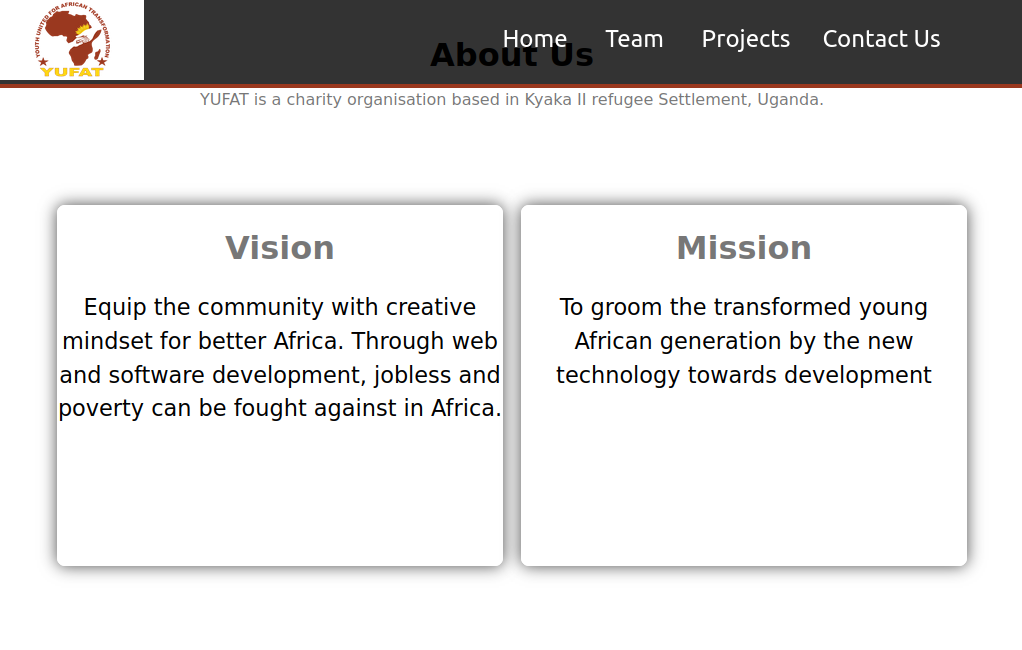 YOUTH UNITED FOR AFRICAN TRANSFORMATION
YUFAT
Home Team Projects Contact Us
About Us
YUFAT is a charity organisation based in Kyaka II refugee Settlement, Uganda.
Vision
Equip the community with creative
mindset for better Africa. Through web
and software development, jobless and
poverty can be fought against in Africa.
Mission
To groom the transformed young
African generation by the new
technology towards development